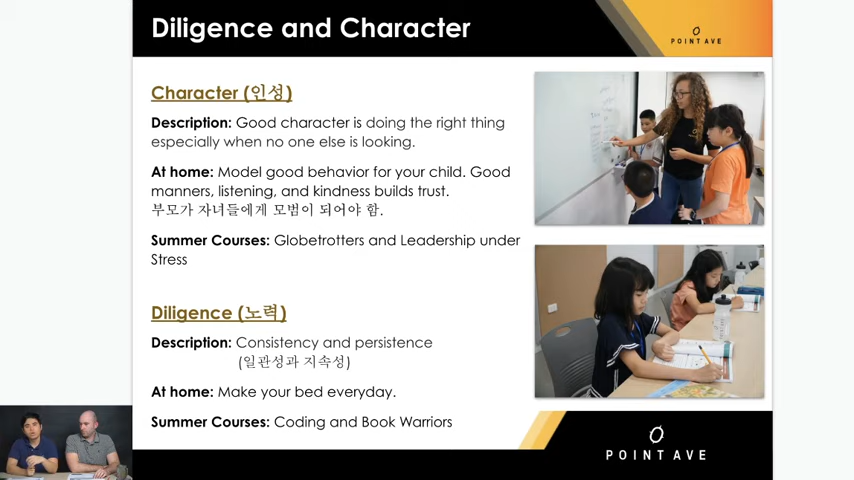 Diligence and Character
POINT AVE
Character (인성)
Description: Good character is doing the right thing
especially when no one else is looking.
At home: Model good behavior for your child. Good
manners, listening, and kindness builds trust.
부모가 자녀들에게 모범이 되어야 함.
Summer Courses: Globetrotters and Leadership under
Stress
Diligence (노력)
Description: Consistency and persistence
(일관성과 지속성)
At home: Make your bed everyday.
Summer Courses: Coding and Book Warriors
POINT AVE